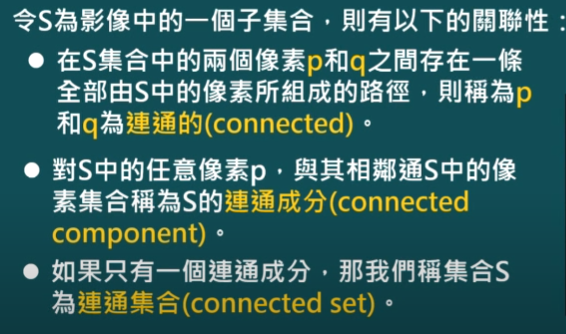 令S為影像中的一個子集合，則有以下的關聯性：
● 在S集合中的兩個像素p和q之間存在一條
全部由S中的像素所組成的路徑，則稱為p
和q為連通的(connected)。
● 對S中的任意像素p，與其相鄰通S中的像
素集合稱為S的連通成分(connected
component)。
● 如果只有一個連通成分，那我們稱集合S
為連通集合(connected set)。